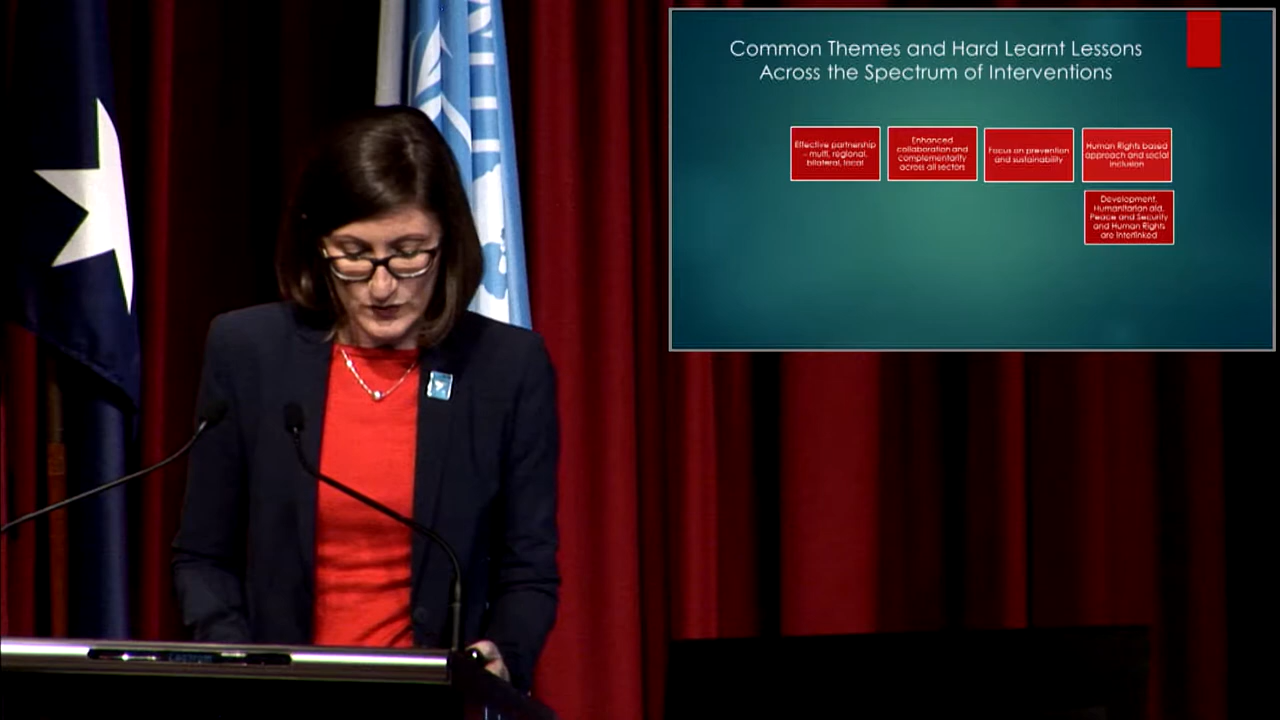 Common Themes and Hard Learnt Lessons
Across the Spectrum of Interventions
Effective partnership
– multi, regional,
bilateral, local
Enhanced
collaboration and
complementarity
across all sectors
Focus on prevention
and sustainability
Human Rights based
approach and social
inclusion
Development,
Humanitarian aid,
Peace and Security
and Human Rights
are interlinked